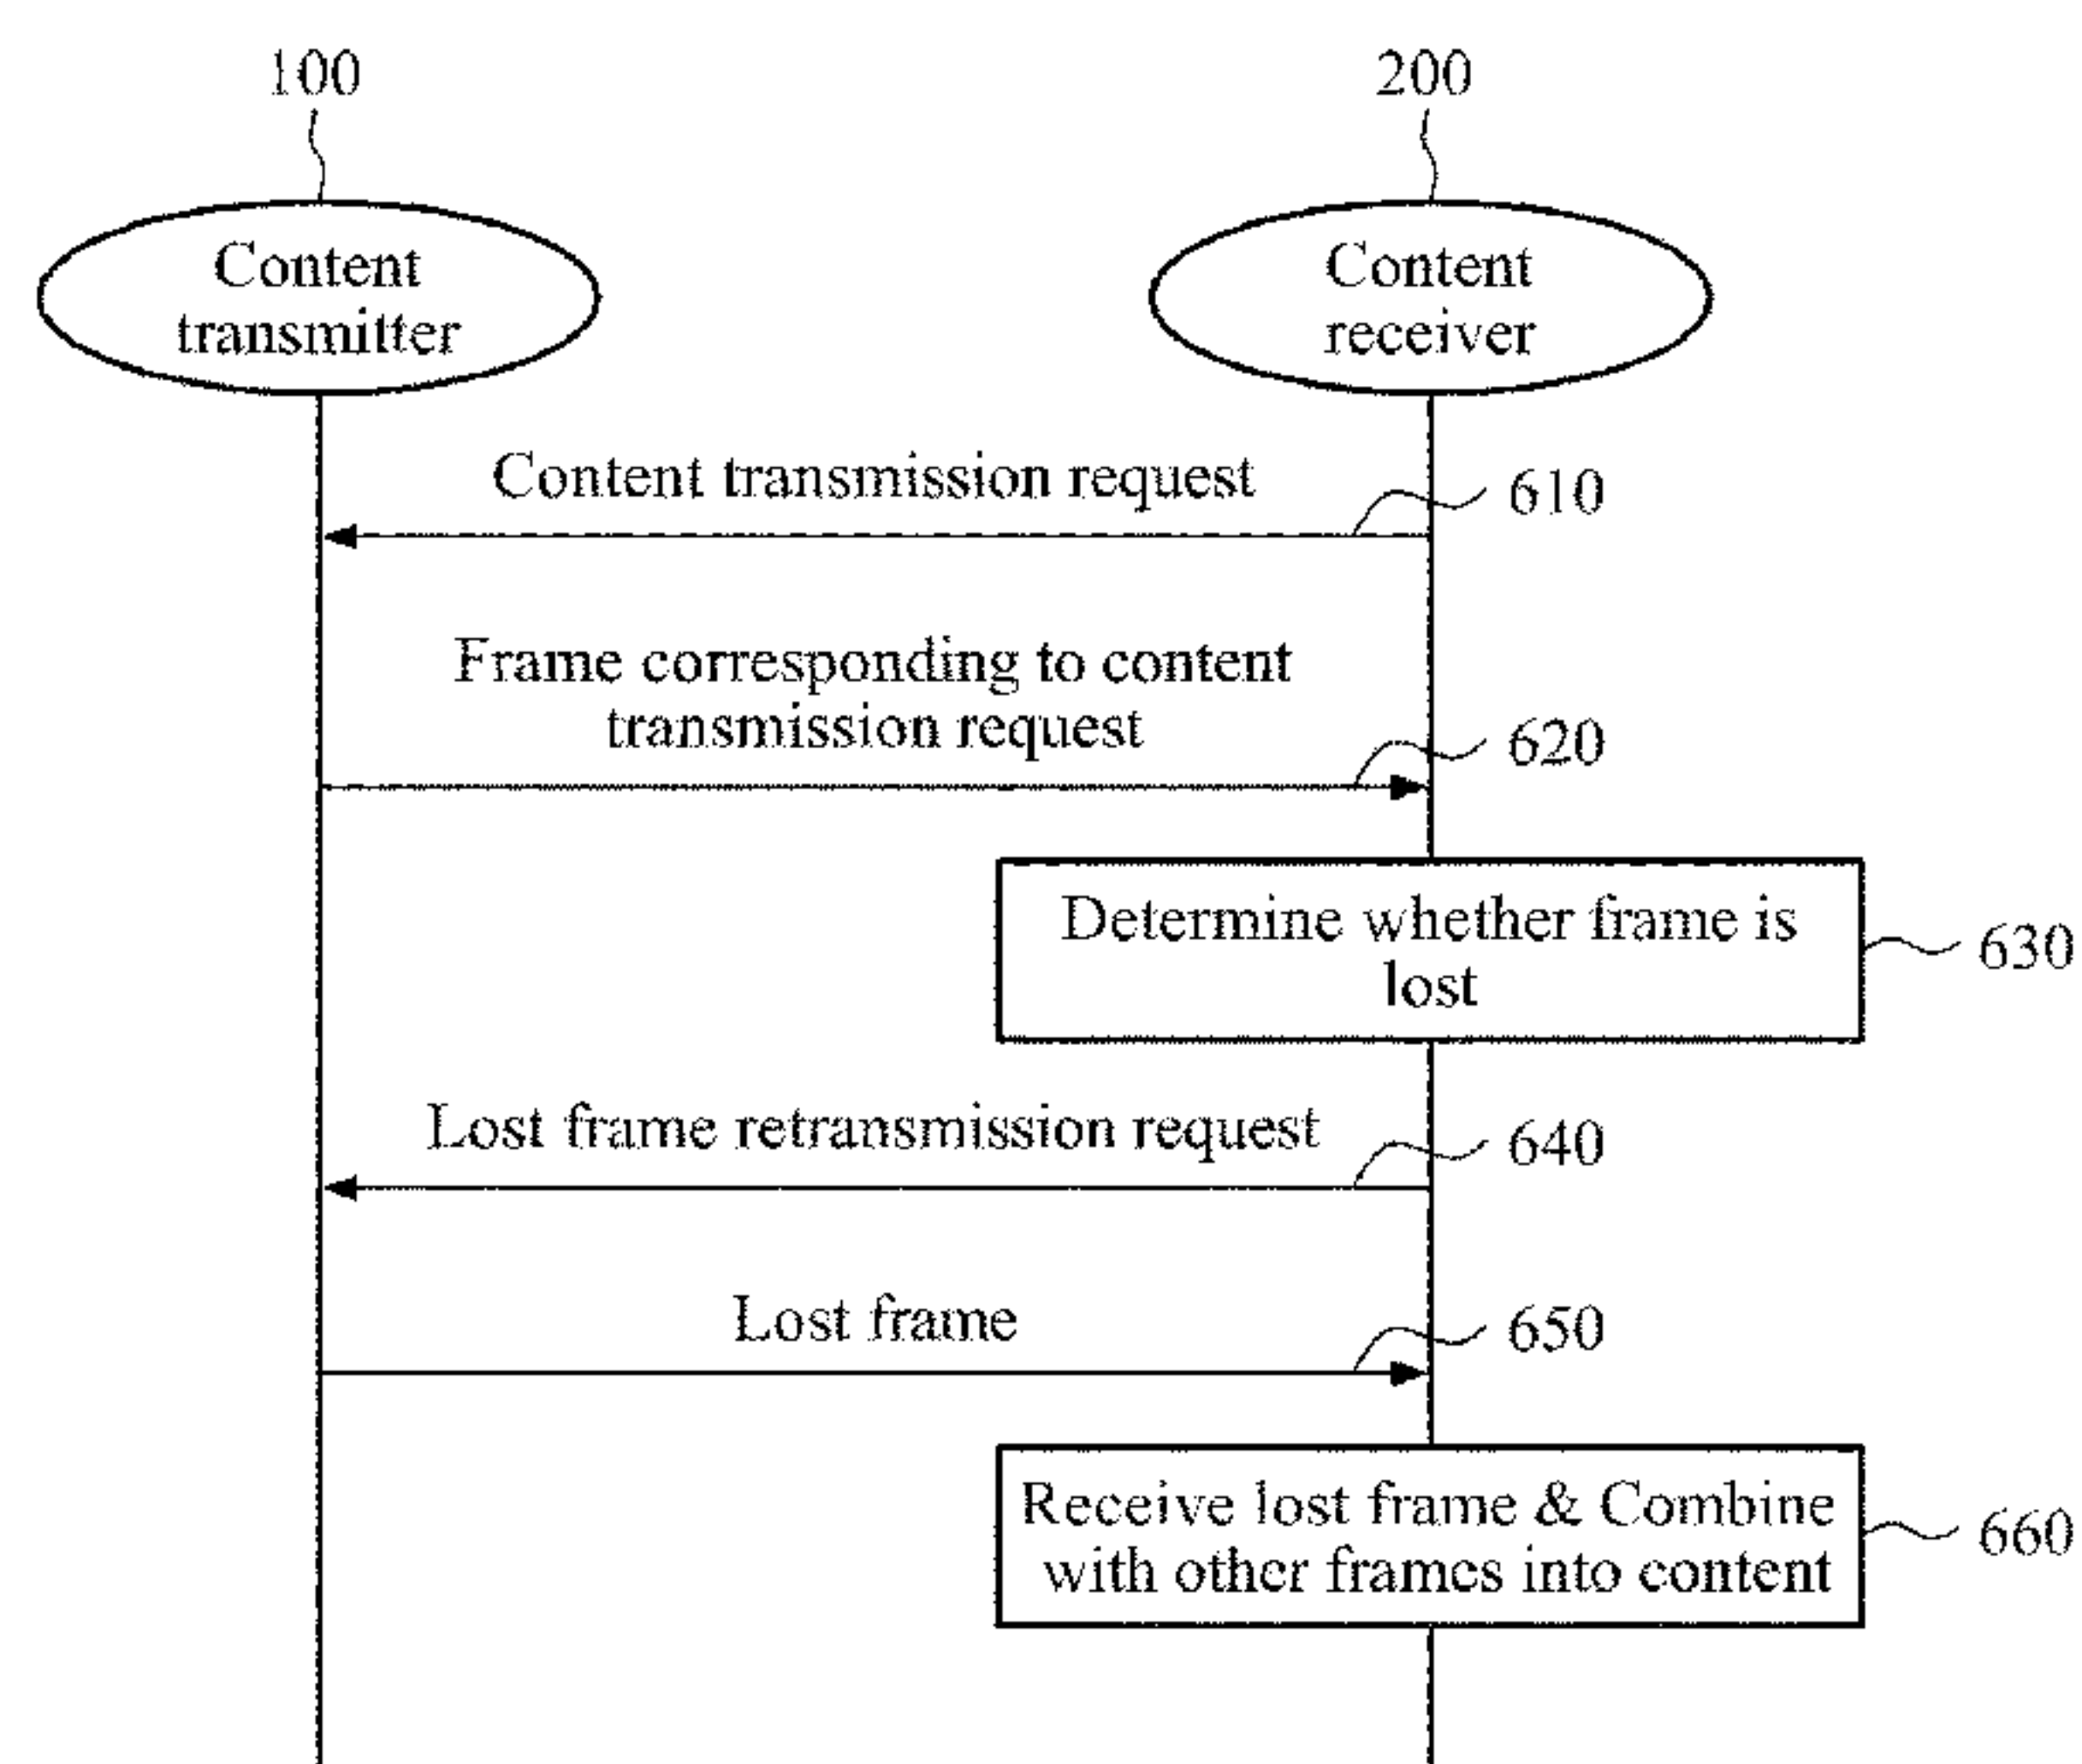 100
200
Content
transmitter
Content
receiver
Content transmission request
610
Frame corresponding to content
transmission request
620
Determine whether frame is
lost
630
Lost frame retransmission request
640
Lost frame
650
Receive lost frame & Combine
with other frames into content
660